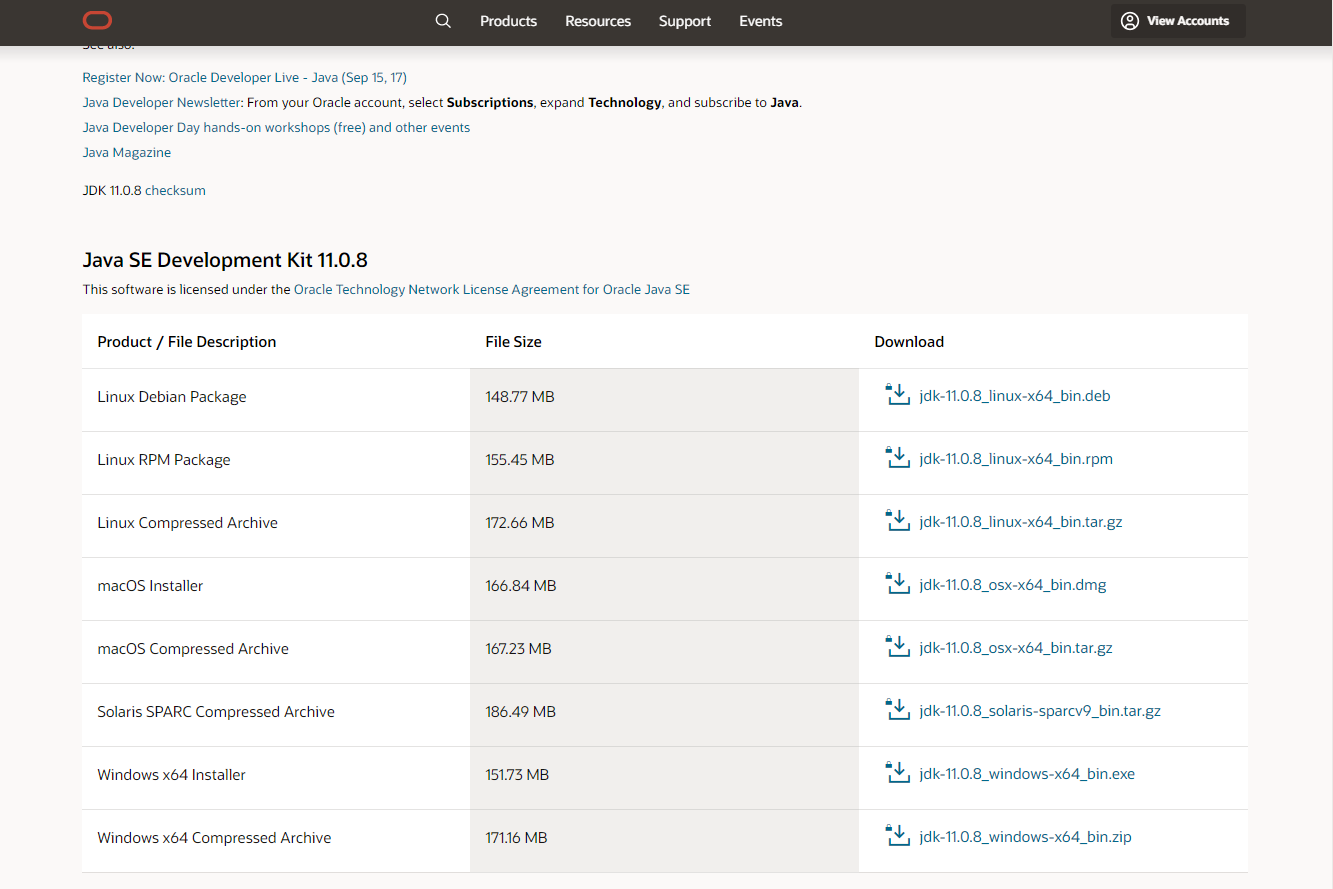 Products Resources Support Events View Accounts
See also:
Register Now: Oracle Developer Live - Java (Sep 15, 17)
Java Developer Newsletter: From your Oracle account, select Subscriptions, expand Technology, and subscribe to Java.
Java Developer Day hands-on workshops (free) and other events
Java Magazine
JDK 11.0.8 checksum
Java SE Development Kit 11.0.8
This software is licensed under the Oracle Technology Network License Agreement for Oracle Java SE
Product / File Description File Size Download
Linux Debian Package 148.77 MB jdk-11.0.8_linux-x64_bin.deb
Linux RPM Package 155.45 MB jdk-11.0.8_linux-x64_bin.rpm
Linux Compressed Archive 172.66 MB jdk-11.0.8_linux-x64_bin.tar.gz
macOS Installer 166.84 MB jdk-11.0.8_osx-x64_bin.dmg
macOS Compressed Archive 167.23 MB jdk-11.0.8_osx-x64_bin.tar.gz
Solaris SPARC Compressed Archive 186.49 MB jdk-11.0.8_solaris-sparcv9_bin.tar.gz
Windows x64 Installer 151.73 MB jdk-11.0.8_windows-x64_bin.exe
Windows x64 Compressed Archive 171.16 MB jdk-11.0.8_windows-x64_bin.zip